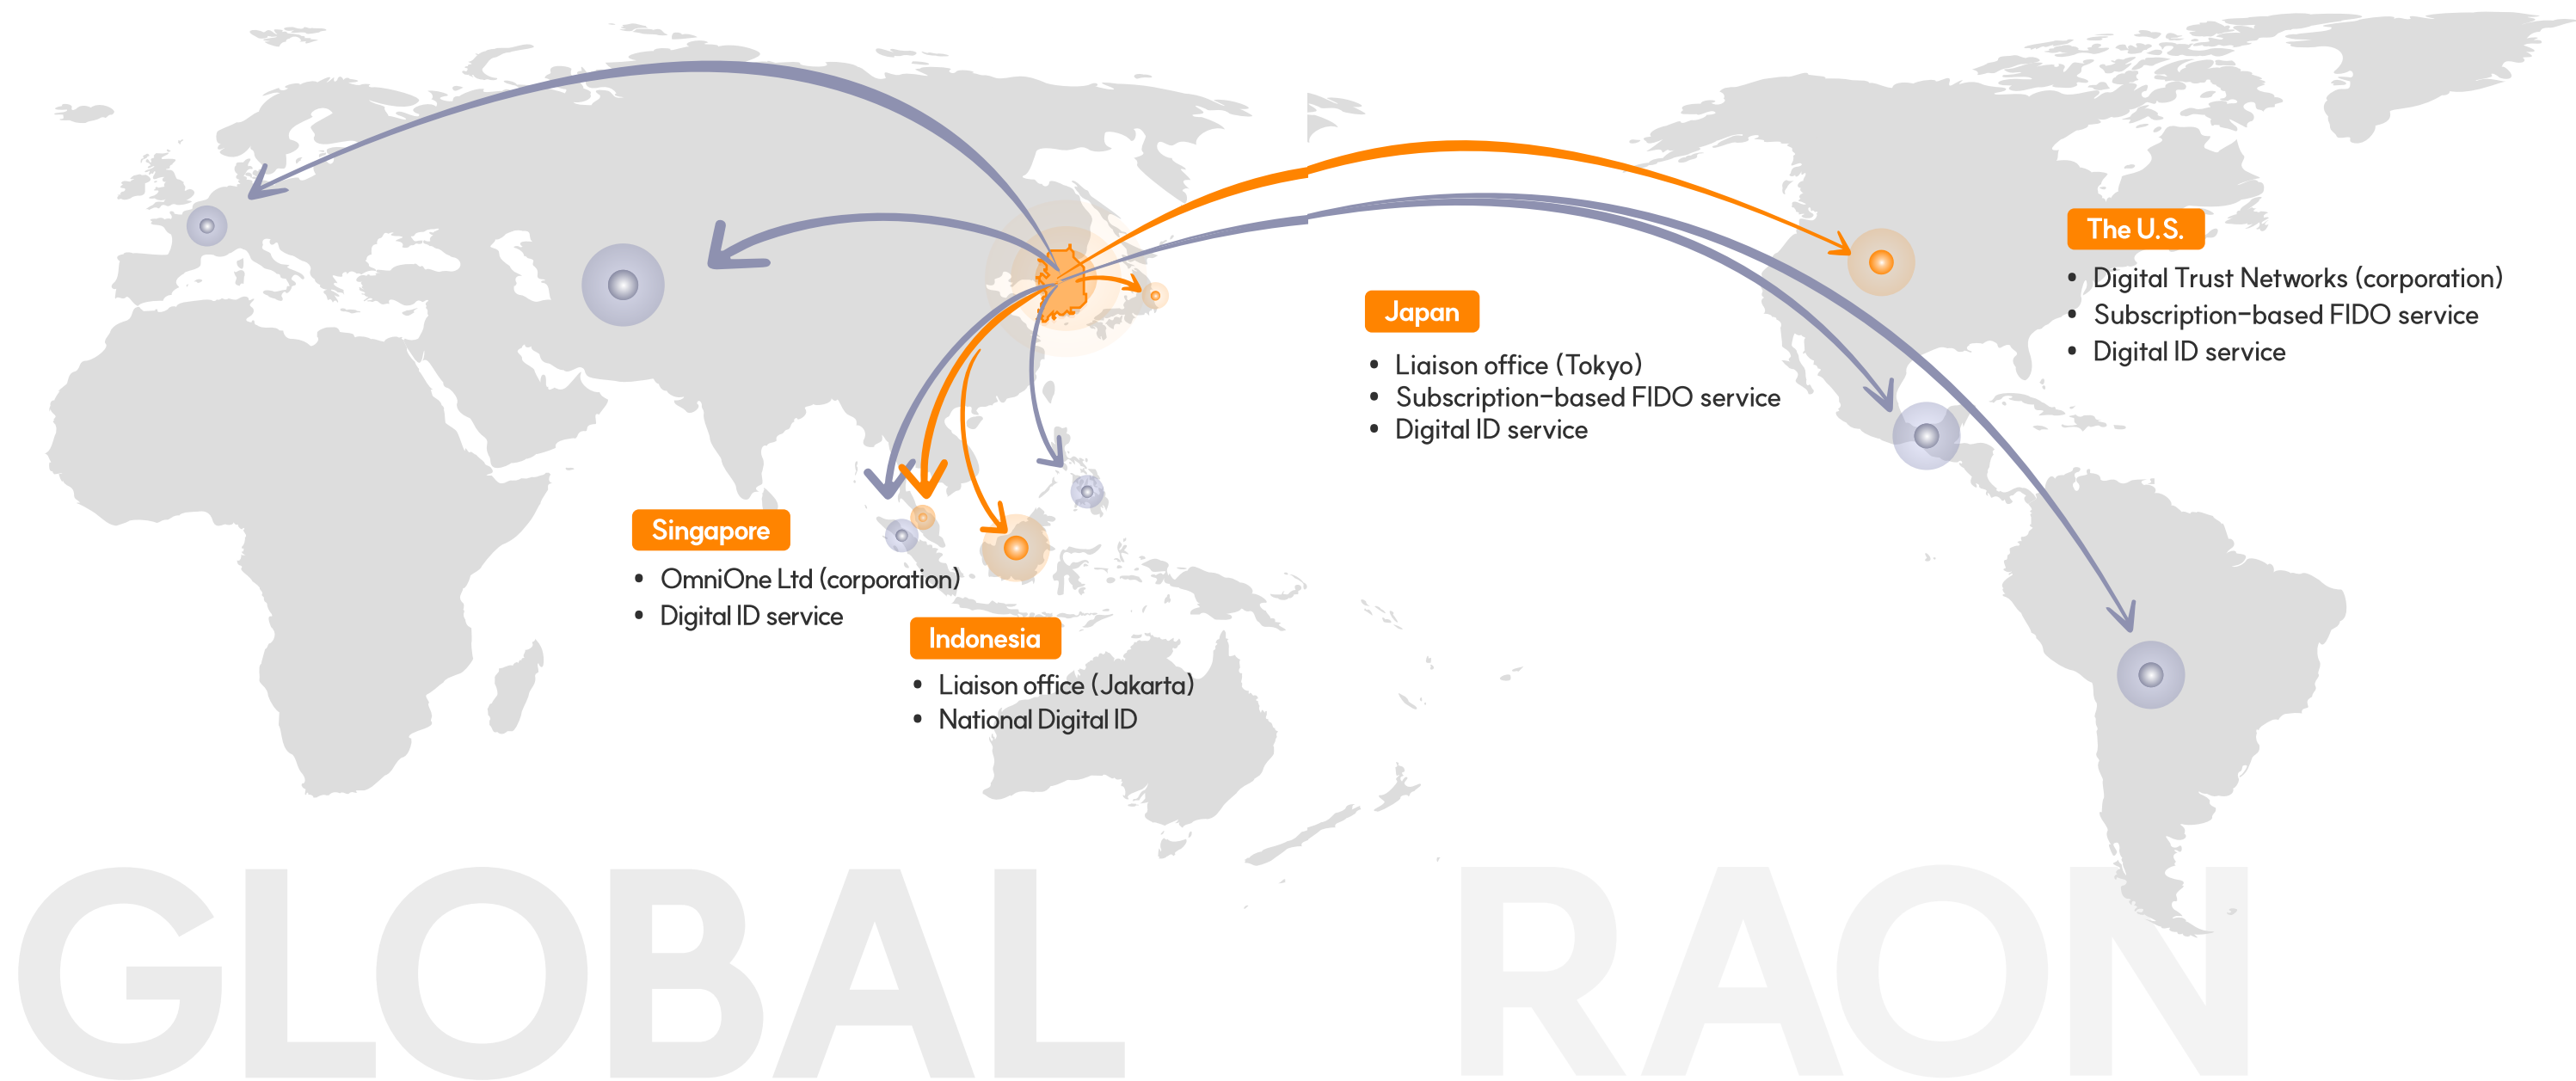 The U.S.
• Digital Trust Networks (corporation)
• Subscription-based FIDO service
• Digital ID service
Japan
• Liaison office (Tokyo)
• Subscription-based FIDO service
• Digital ID service
Singapore
• OmniOne Ltd (corporation)
• Digital ID service
Indonesia
• Liaison office (Jakarta)
• National Digital ID
GLOBAL RAON